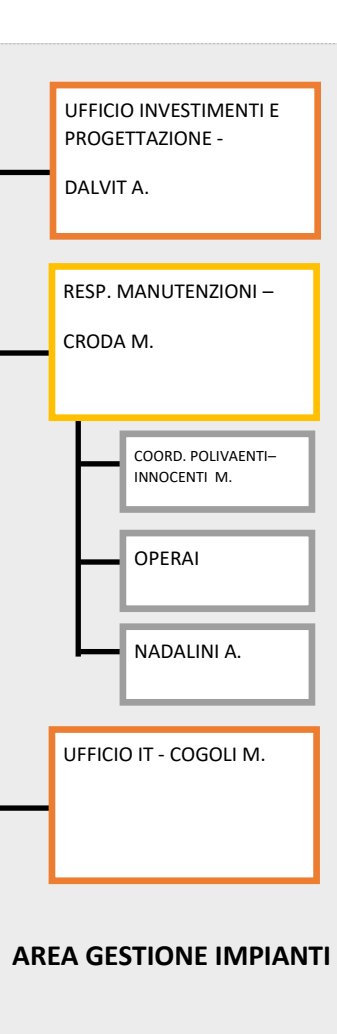 UFFICIO INVESTIMENTI E
PROGETTAZIONE -
DALVIT A.
RESP. MANUTENZIONI –
CRODA M.
COORD. POLIVAENTI–
INNOCENTI M.
OPERAI
NADALINI A.
UFFICIO IT - COGOLI M.
AREA GESTIONE IMPIANTI